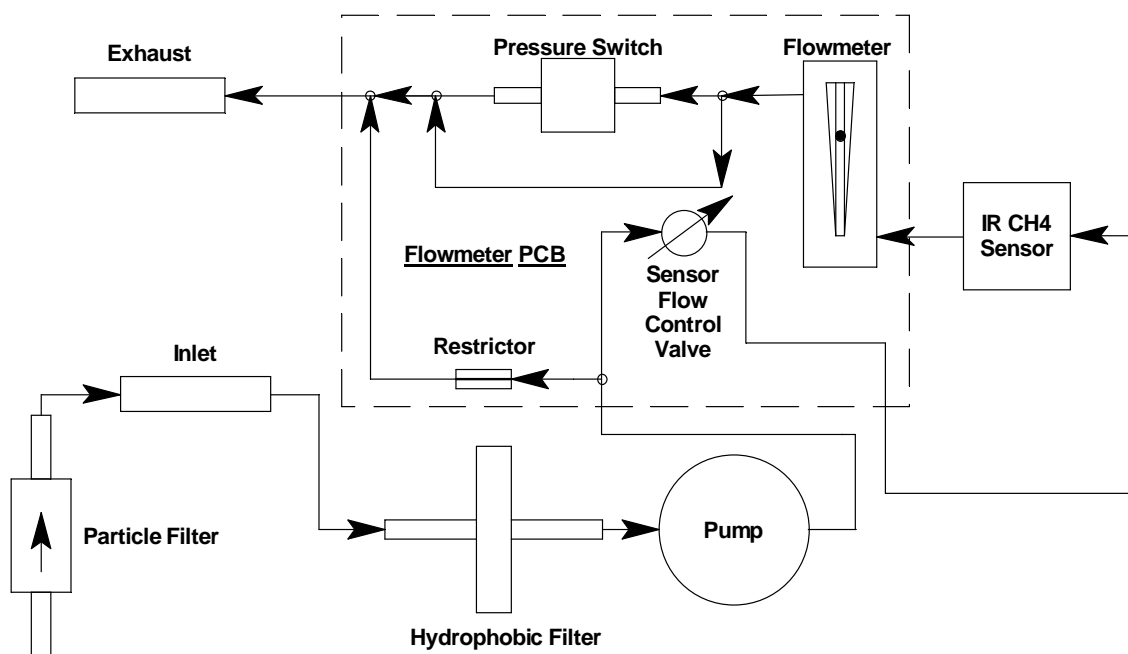 Pressure Switch
Flowmeter
Exhaust
IR CH4
Sensor
Flowmeter PCB
Sensor
Flow
Control
Valve
Restrictor
Inlet
Particle Filter
Pump
Hydrophobic Filter